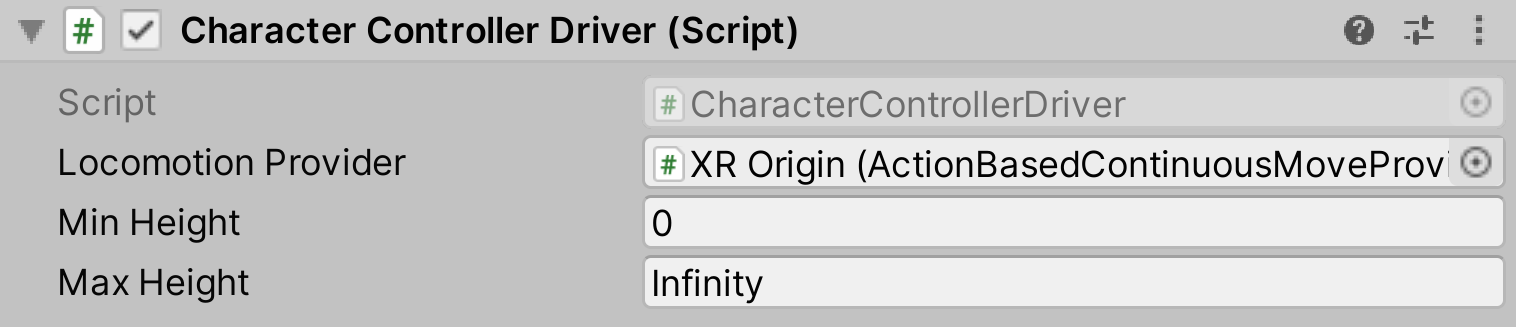 # Character Controller Driver (Script)
Script # CharacterControllerDriver
Locomotion Provider # XR Origin (ActionBasedContinuousMoveProvi
Min Height 0
Max Height Infinity